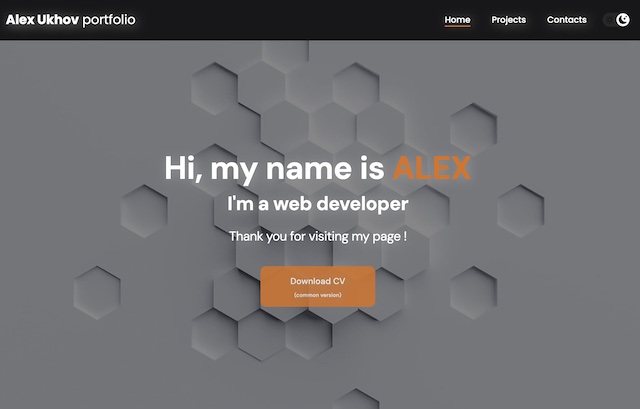 Alex Ukhov portfolio
Home Projects Contacts
Hi, my name is ALEX
I'm a web developer
Thank you for visiting my page !
Download CV
(common version)